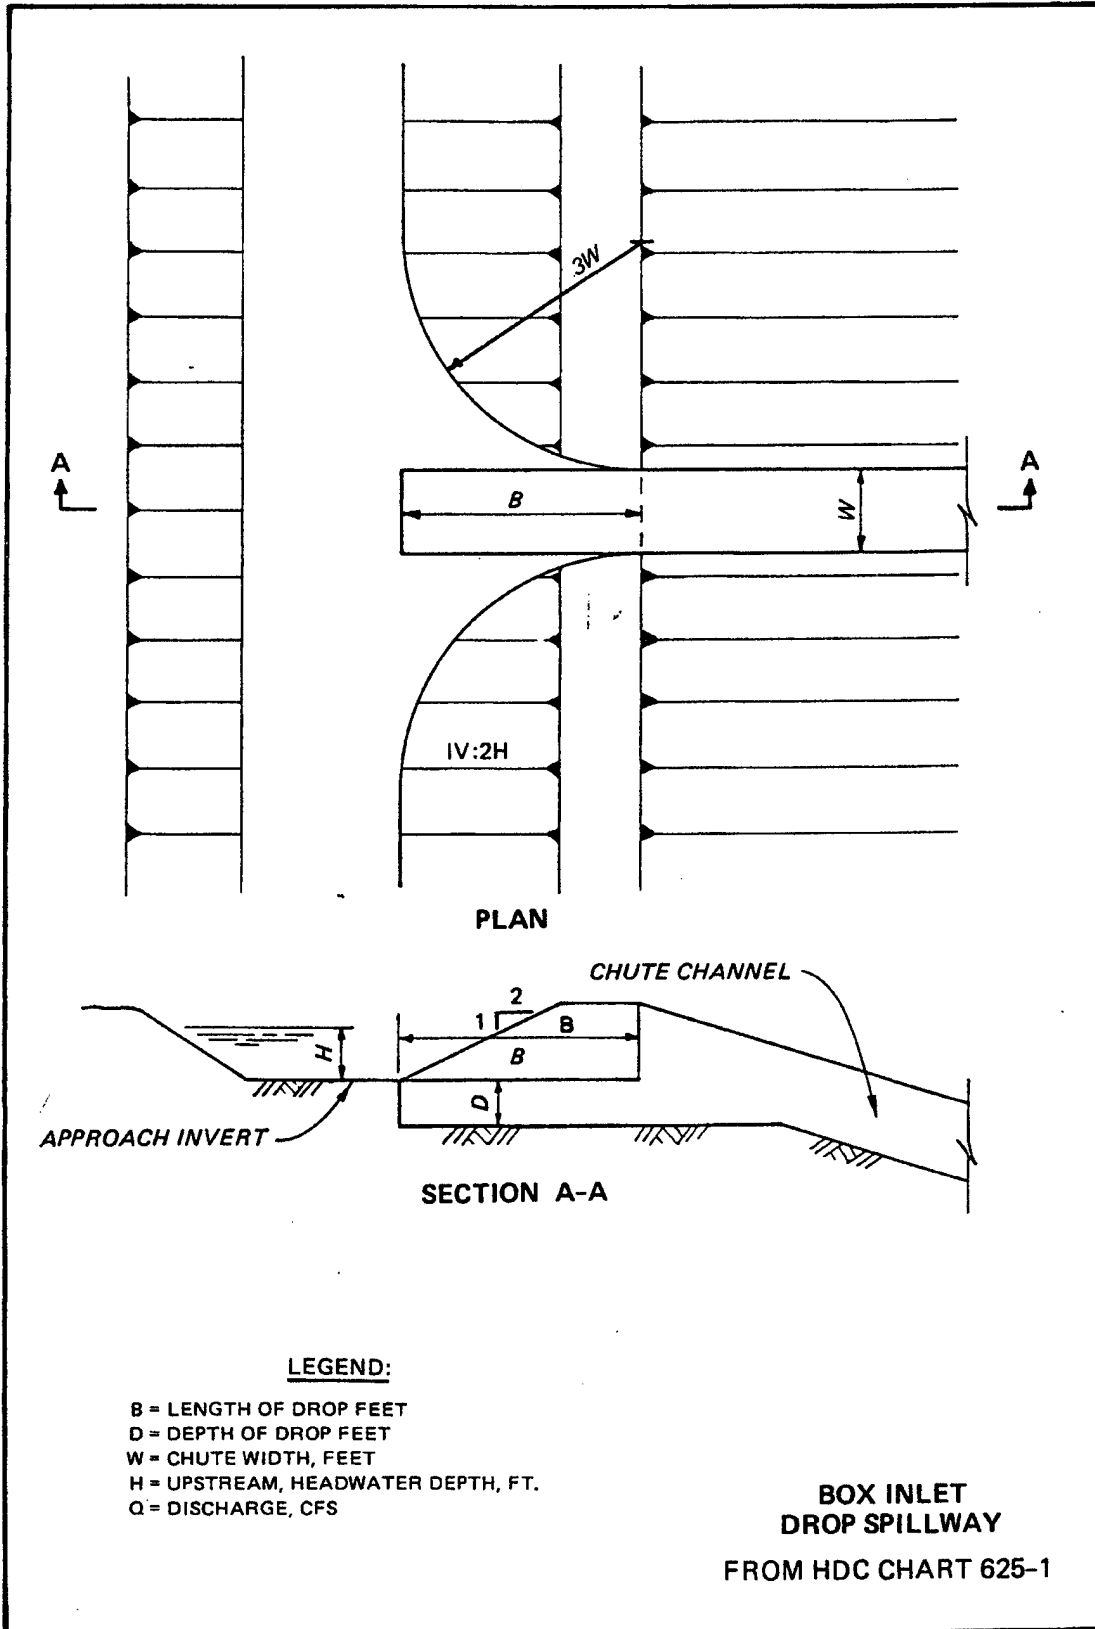 3W
A
A
B
W
IV:2H
PLAN
CHUTE CHANNEL
2
1
B
H
B
D
APPROACH INVERT
SECTION A-A
LEGEND:
B = LENGTH OF DROP FEET
D = DEPTH OF DROP FEET
W = CHUTE WIDTH, FEET
H = UPSTREAM, HEADWATER DEPTH, FT.
Q = DISCHARGE, CFS
BOX INLET
DROP SPILLWAY
FROM HDC CHART 625-1